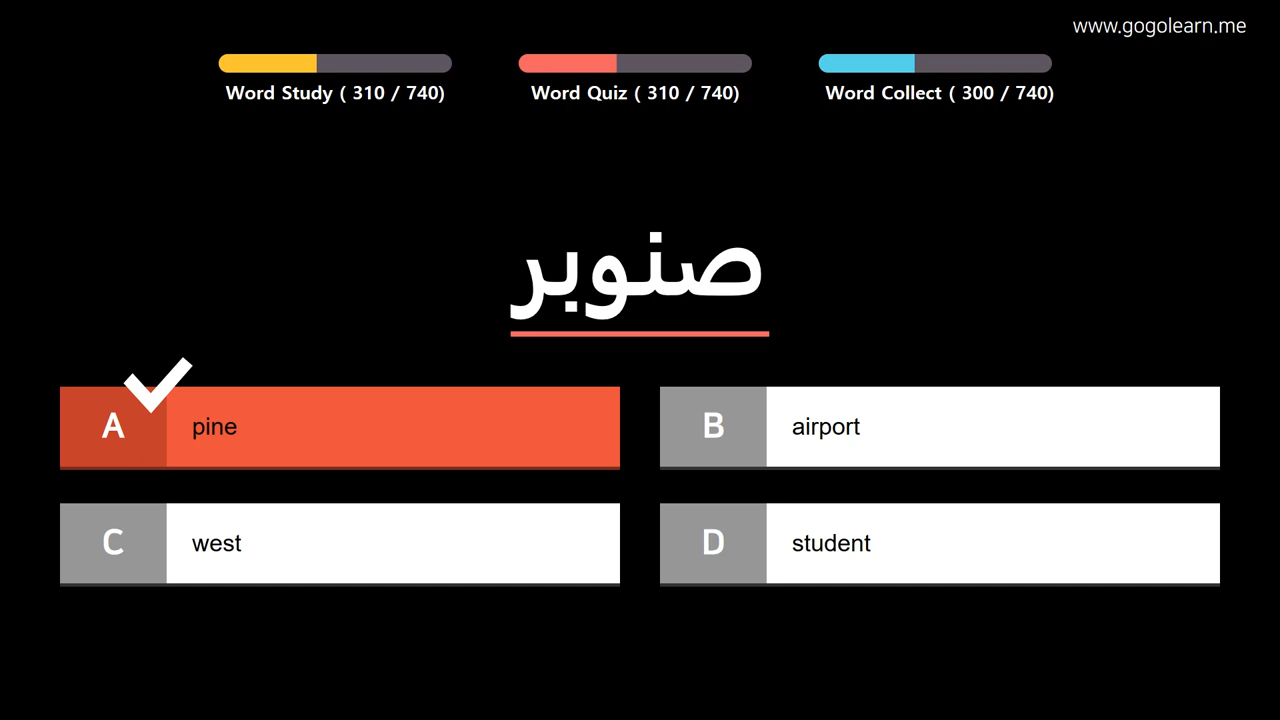 www.gogolearn.me
Word Study ( 310 / 740)
Word Quiz ( 310 / 740)
Word Collect ( 300 / 740)
صنوبر
A pine
B airport
C west
D student